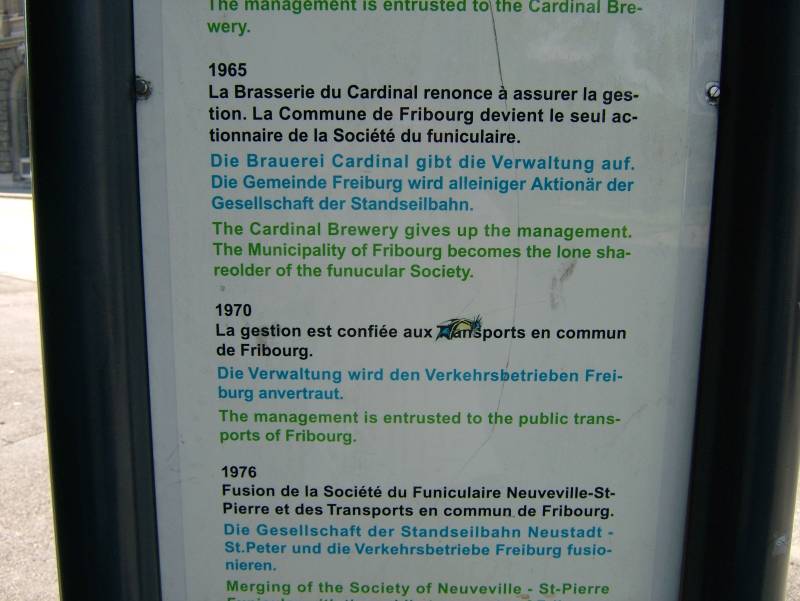 The management is entrusted to the Cardinal Bre-
wery.
1965
La Brasserie du Cardinal renonce à assurer la ges-
tion. La Commune de Fribourg devient le seul ac-
tionnaire de la Société du funiculaire.
Die Brauerei Cardinal gibt die Verwaltung auf.
Die Gemeinde Freiburg wird alleiniger Aktionär der
Gesellschaft der Standseilbahn.
The Cardinal Brewery gives up the management.
The Municipality of Fribourg becomes the lone sha-
reolder of the funucular Society.
1970
La gestion est confiée aux Transports en commun
de Fribourg.
Die Verwaltung wird den Verkehrsbetrieben Frei-
burg anvertraut.
The management is entrusted to the public trans-
ports of Fribourg.
1976
Fusion de la Société du Funiculaire Neuveville-St-
Pierre et des Transports en commun de Fribourg.
Die Gesellschaft der Standseilbahn Neustadt -
St.Peter und die Verkehrsbetriebe Freiburg fusio-
nieren.
Merging of the Society of Neuveville - St-Pierre